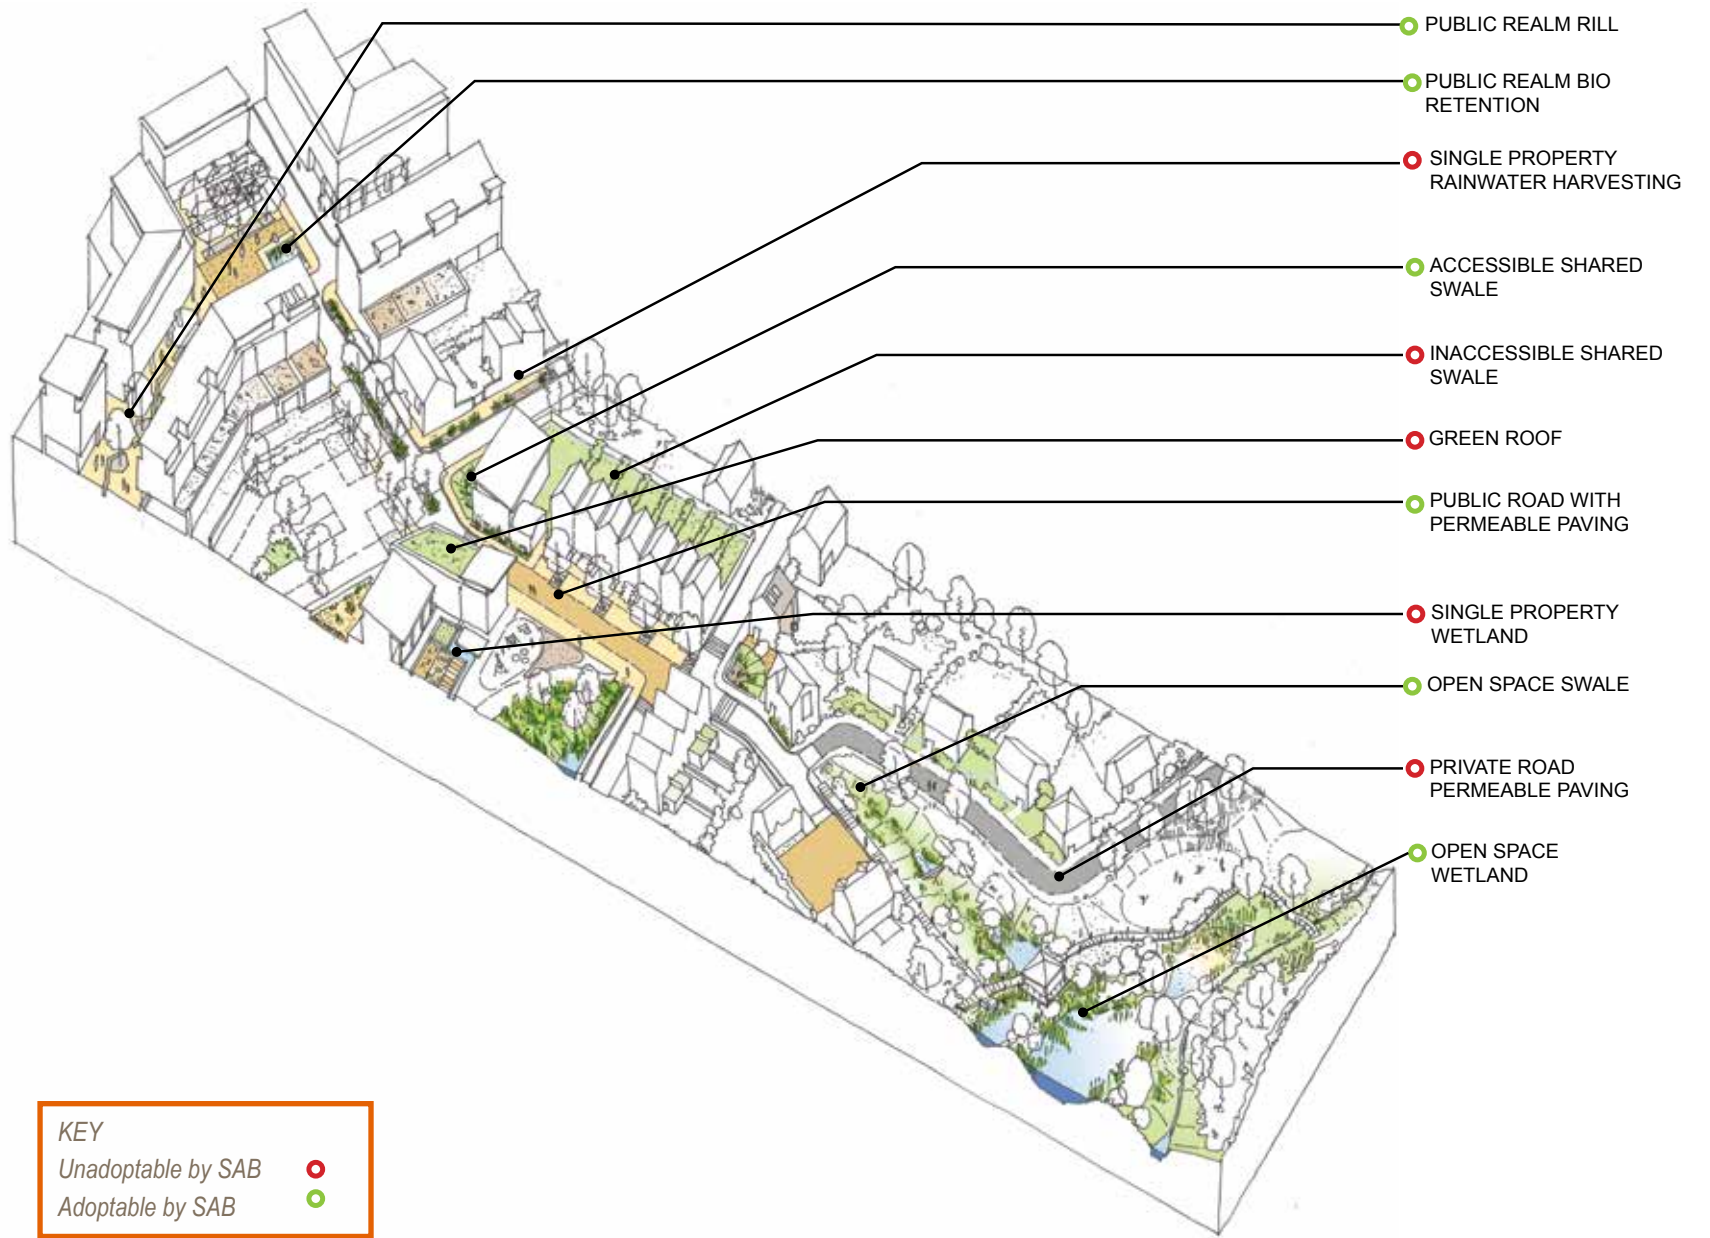 PUBLIC REALM RILL
PUBLIC REALM BIO
RETENTION
SINGLE PROPERTY
RAINWATER HARVESTING
ACCESSIBLE SHARED
SWALE
INACCESSIBLE SHARED
SWALE
GREEN ROOF
PUBLIC ROAD WITH
PERMEABLE PAVING
SINGLE PROPERTY
WETLAND
OPEN SPACE SWALE
PRIVATE ROAD
PERMEABLE PAVING
OPEN SPACE
WETLAND
KEY
Unadoptable by SAB
Adoptable by SAB